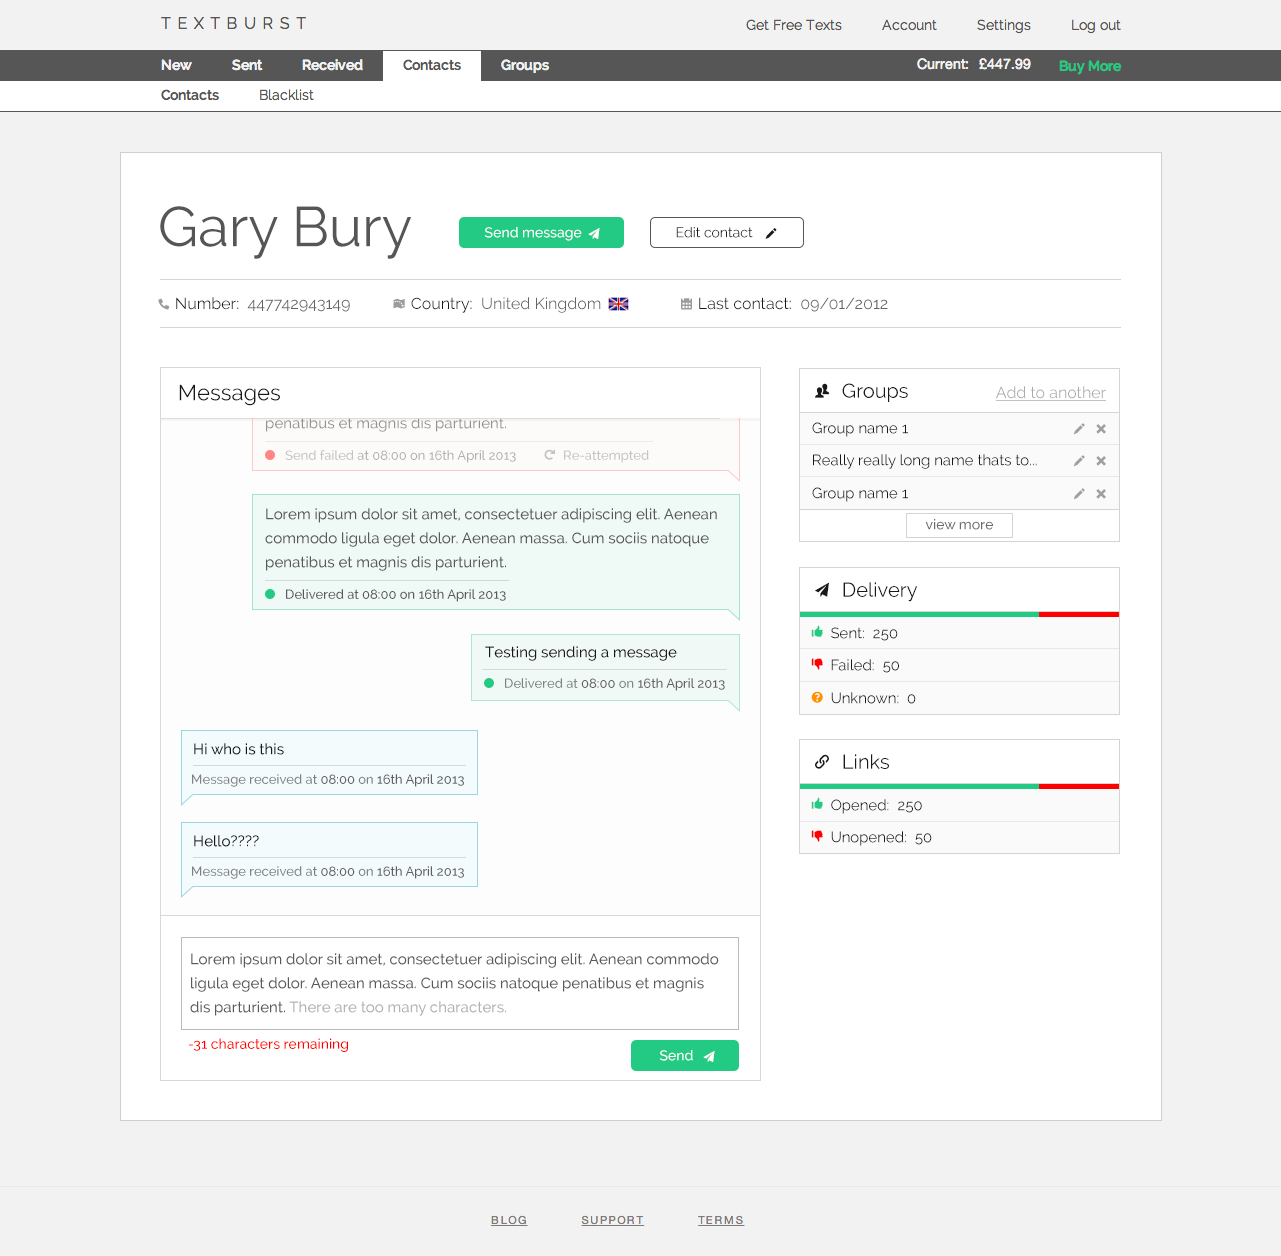 TEXTBURST
Get Free Texts Account Settings Log out
New Sent Received Contacts Groups Current: £447.99 Buy More
Contacts Blacklist
Gary Bury
Send message Edit contact
Number: 447742943149 Country: United Kingdom Last contact: 09/01/2012
Messages
penatibus et magnis dis parturient.
Send failed at 08:00 on 16th April 2013 Re-attempted
Lorem ipsum dolor sit amet, consectetuer adipiscing elit. Aenean
commodo ligula eget dolor. Aenean massa. Cum sociis natoque
penatibus et magnis dis parturient.
Delivered at 08:00 on 16th April 2013
Testing sending a message
Delivered at 08:00 on 16th April 2013
Hi who is this
Message received at 08:00 on 16th April 2013
Hello????
Message received at 08:00 on 16th April 2013
Lorem ipsum dolor sit amet, consectetuer adipiscing elit. Aenean commodo
ligula eget dolor. Aenean massa. Cum sociis natoque penatibus et magnis
dis parturient. There are too many characters.
-31 characters remaining
Send
Groups Add to another
Group name 1
Really really long name thats to...
Group name 1
view more
Delivery
Sent: 250
Failed: 50
Unknown: 0
Links
Opened: 250
Unopened: 50
BLOG SUPPORT TERMS